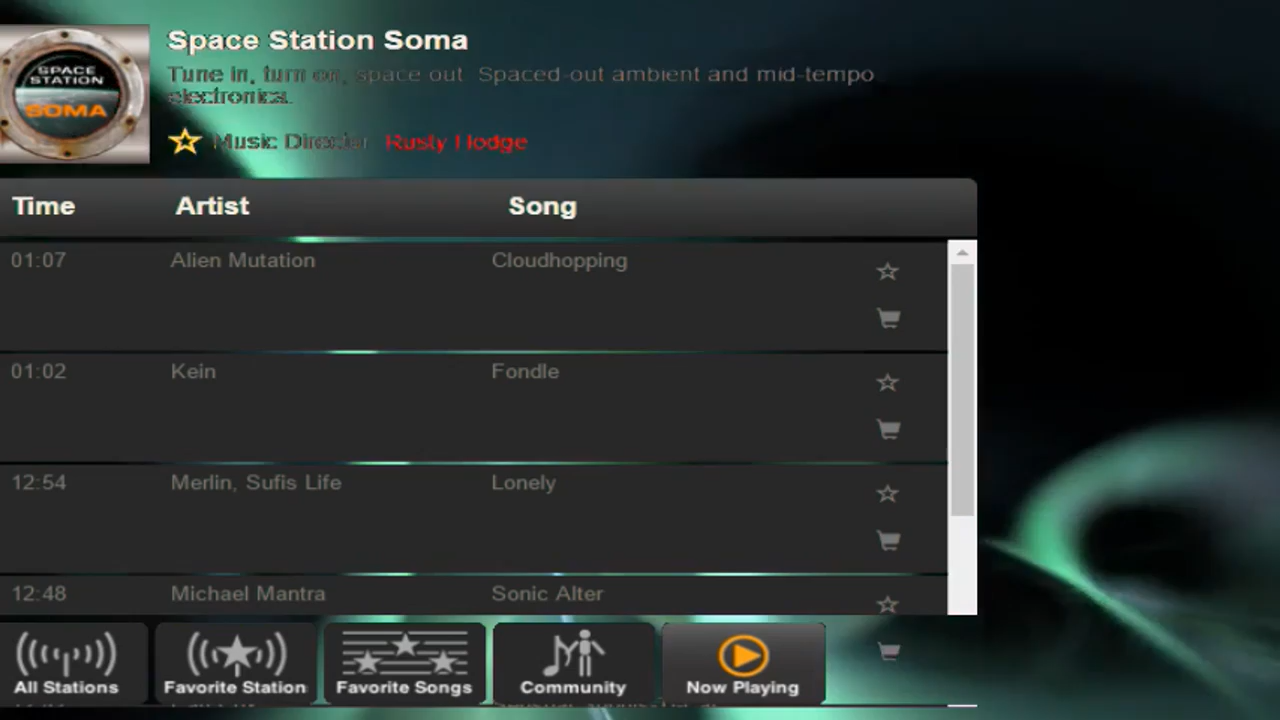 Space Station Soma
SPACE
STATION
SOMA
Tune in, turn on, space out. Spaced-out ambient and mid-tempo
electronica.
Music Director: Rusty Hodge
Time Artist Song
01:07 Alien Mutation Cloudhopping
01:02 Kein Fondle
12:54 Merlin, Sufis Life Lonely
12:48 Michael Mantra Sonic Alter
All Stations Favorite Station Favorite Songs Community Now Playing